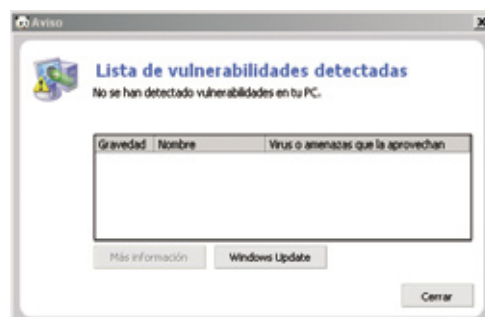 Aviso
Lista de vulnerabilidades detectadas
No se han detectado vulnerabilidades en tu PC.
Gravedad Nombre Virus o amenazas que la aprovechan
Más información Windows Update
Cerrar